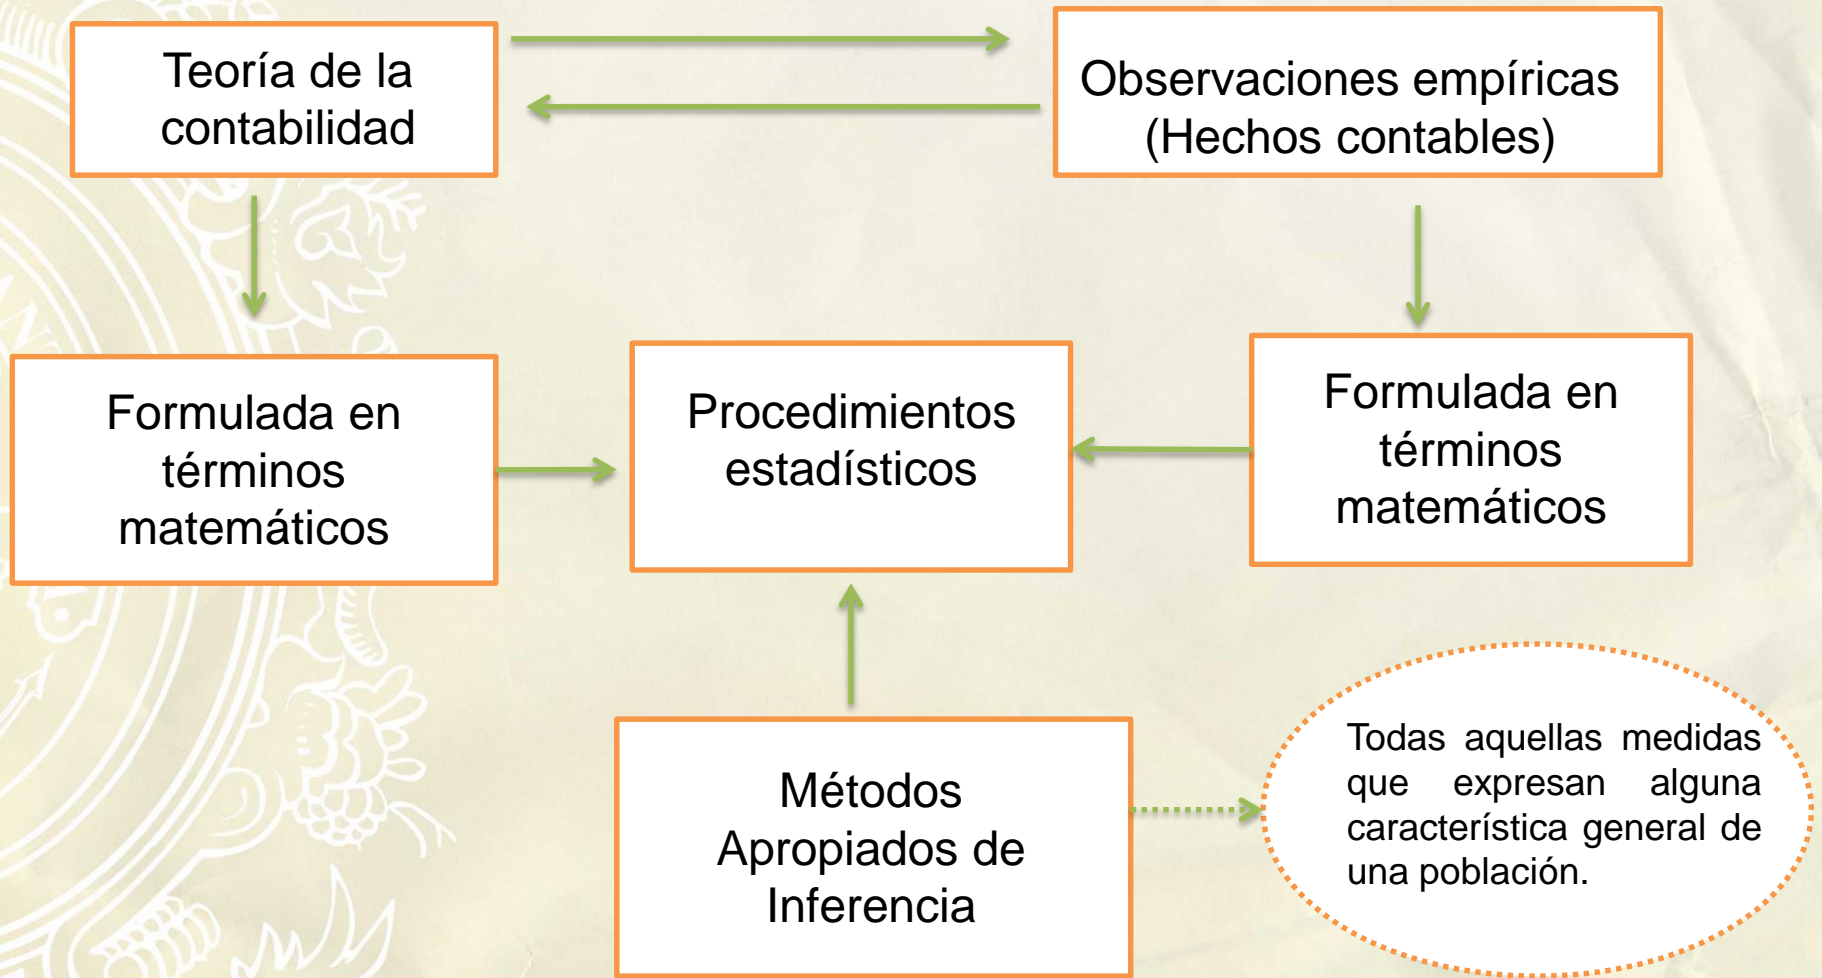 Teoría de la
contabilidad
Observaciones empíricas
(Hechos contables)
Formulada en
términos
matemáticos
Procedimientos
estadísticos
Formulada en
términos
matemáticos
Métodos
Apropiados de
Inferencia
Todas aquellas medidas
que expresan alguna
característica general de
una población.